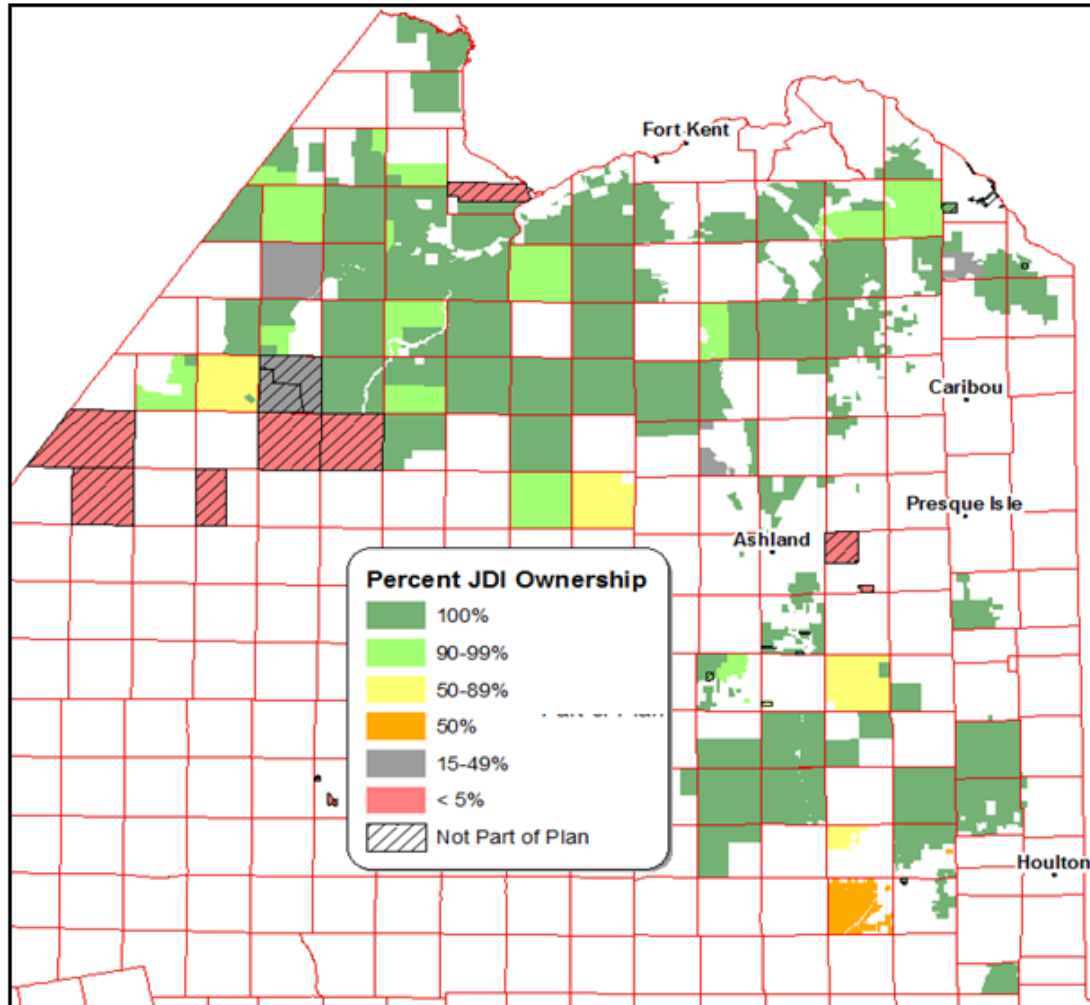 Fort Kent
Caribou
Presque Isle
Ashland
Percent JDI Ownership
100%
90-99%
50-89%
50%
15-49%
< 5%
Not Part of Plan
Houlton